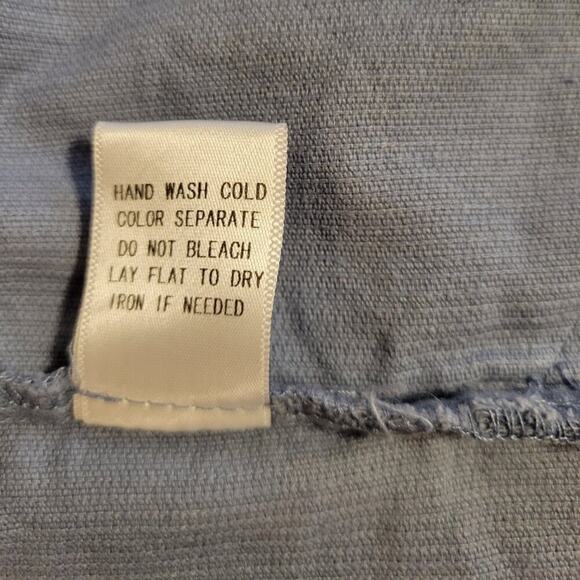 HAND WASH COLD
COLOR SEPARATE
DO NOT BLEACH
LAY FLAT TO DRY
IRON IF NEEDED